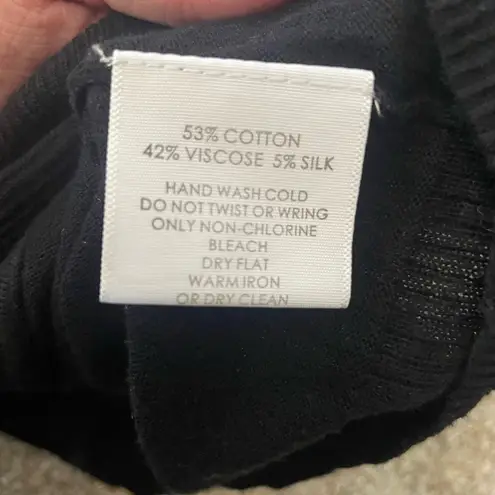 53% COTTON
42% VISCOSE 5% SILK
HAND WASH COLD
DO NOT TWIST OR WRING
ONLY NON-CHLORINE
BLEACH
DRY FLAT
WARM IRON
OR DRY CLEAN